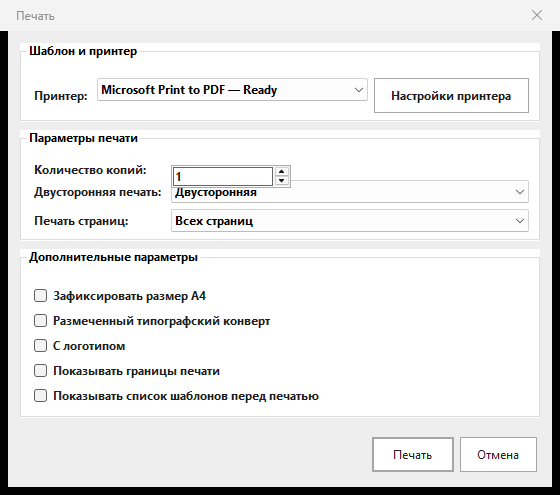 Печать
Шаблон и принтер
Принтер: Microsoft Print to PDF — Ready Настройки принтера
Параметры печати
Количество копий: 1
Двусторонняя печать: Двусторонняя
Печать страниц: Всех страниц
Дополнительные параметры
Зафиксировать размер A4
Размеченный типографский конверт
С логотипом
Показывать границы печати
Показывать список шаблонов перед печатью
Печать Отмена